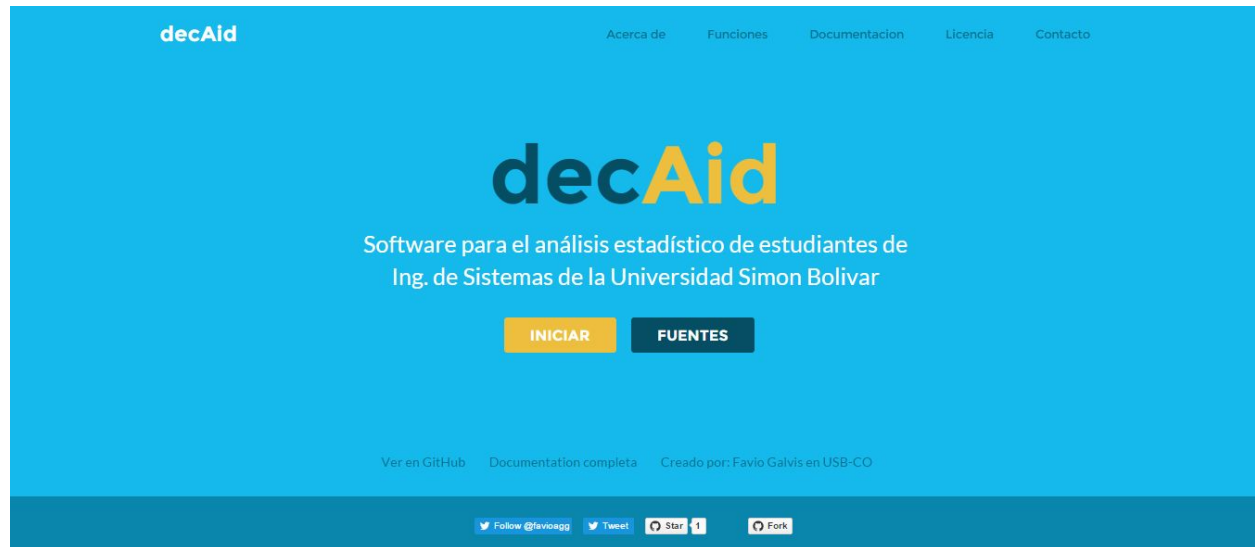 decAid
Acerca de Funciones Documentacion Licencia Contacto
decAid
Software para el análisis estadístico de estudiantes de
Ing. de Sistemas de la Universidad Simon Bolivar
INICIAR FUENTES
Ver en GitHub Documentation completa Creado por: Favio Galvis en USB-CO
Follow @favioagg Tweet Star 1 Fork